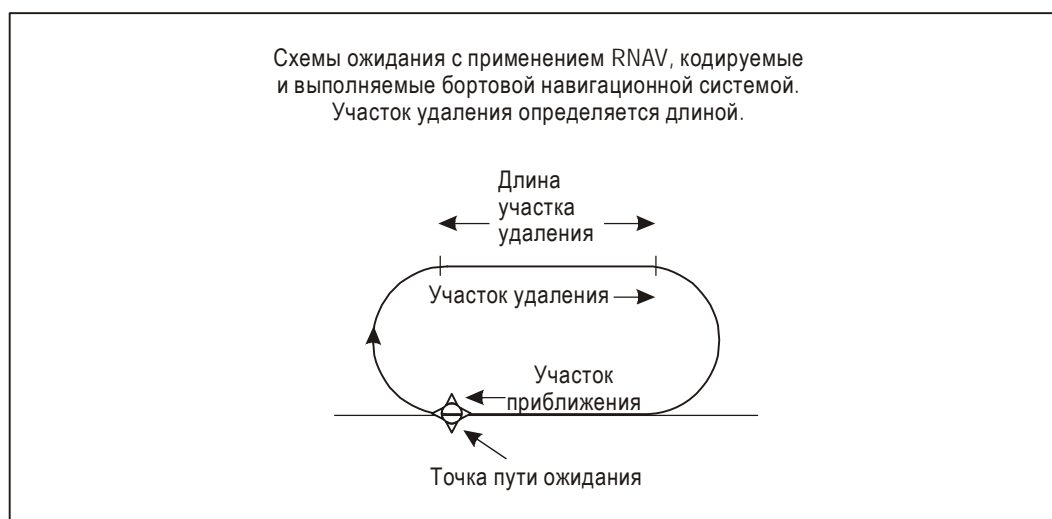 Схемы ожидания с применением RNAV, кодируемые
и выполняемые бортовой навигационной системой.
Участок удаления определяется длиной.
Длина
участка
удаления
Участок удаления
Участок
приближения
Точка пути ожидания